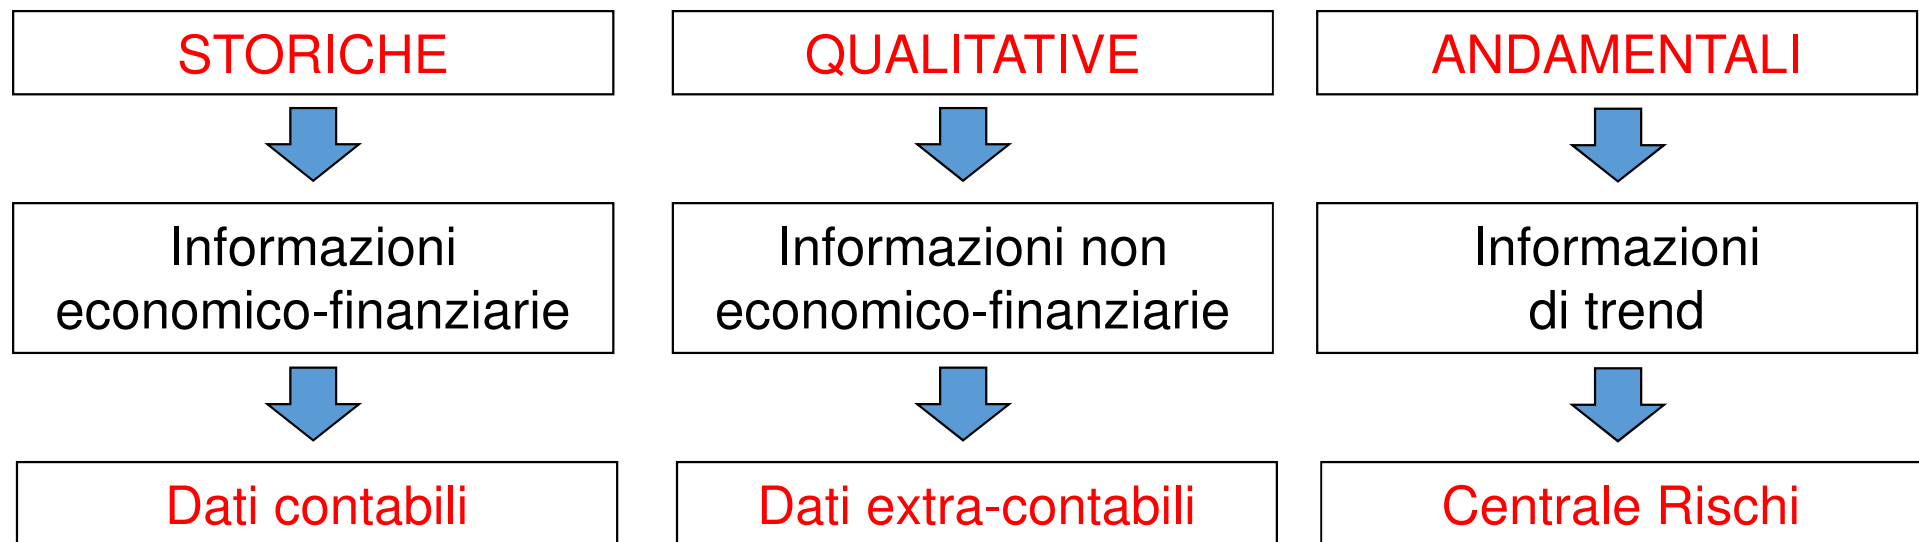 STORICHE
QUALITATIVE
ANDAMENTALI
Informazioni
economico-finanziarie
Informazioni non
economico-finanziarie
Informazioni
di trend
Dati contabili
Dati extra-contabili
Centrale Rischi